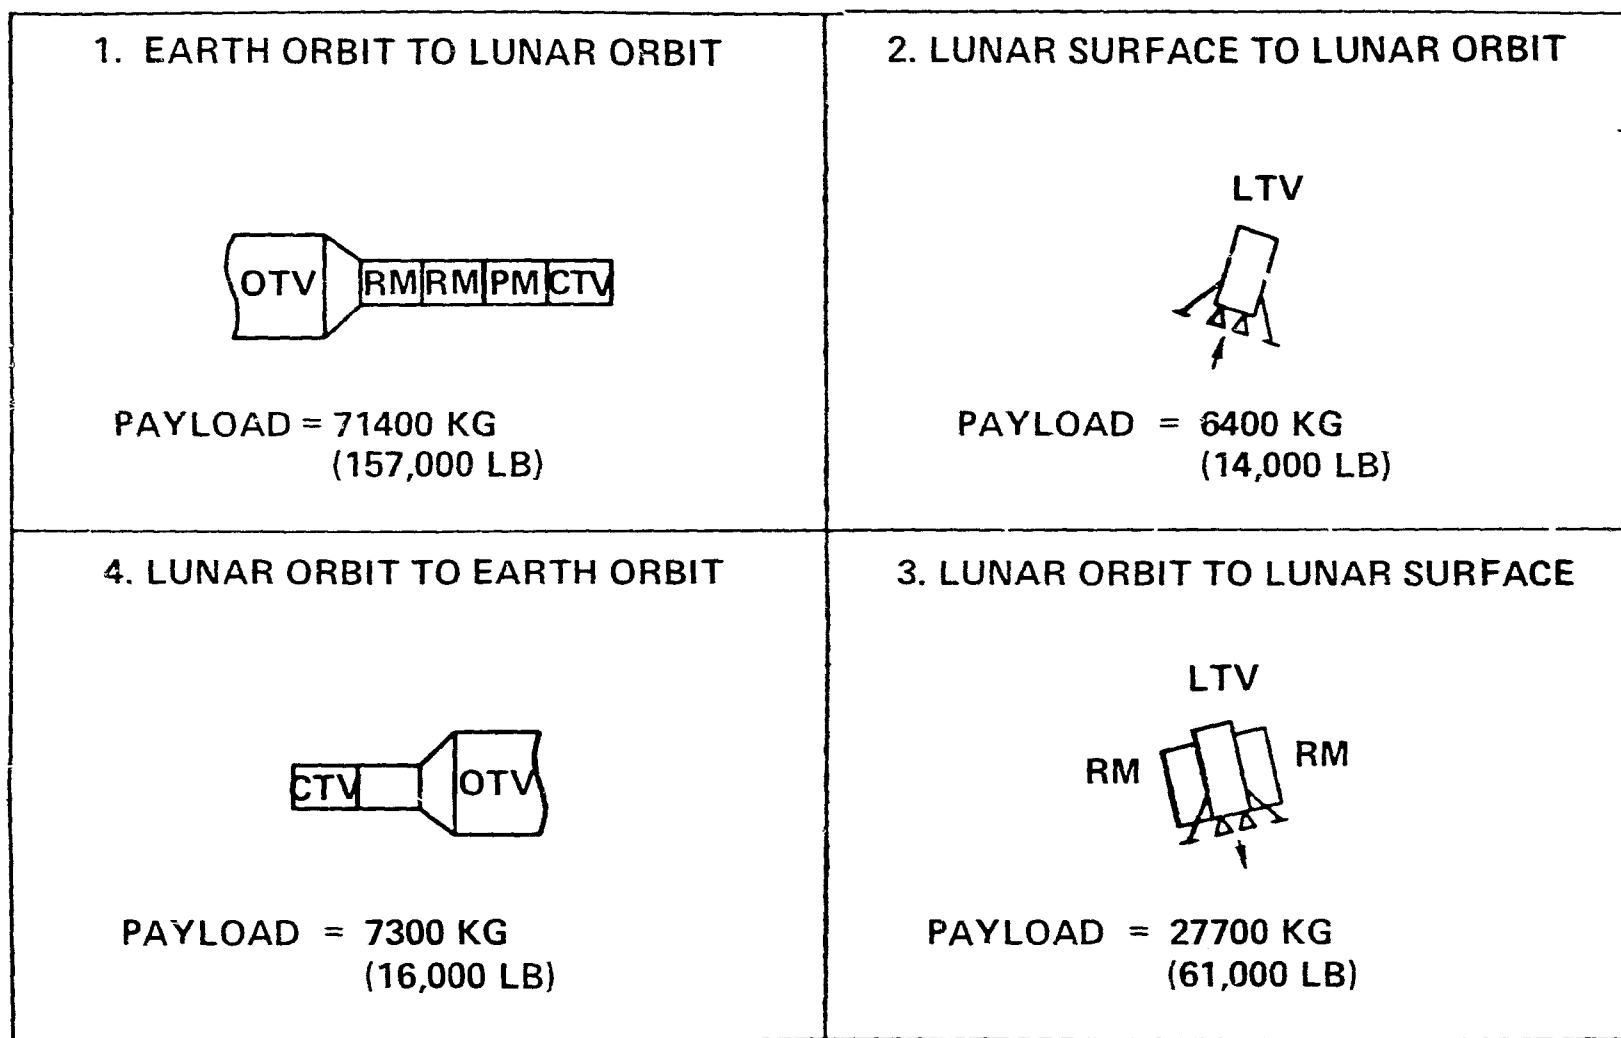 1. EARTH ORBIT TO LUNAR ORBIT
OTV RM RM PM CTV
PAYLOAD = 71400 KG
(157,000 LB)
2. LUNAR SURFACE TO LUNAR ORBIT
LTV
PAYLOAD = 6400 KG
(14,000 LB)
4. LUNAR ORBIT TO EARTH ORBIT
CTV OTV
PAYLOAD = 7300 KG
(16,000 LB)
3. LUNAR ORBIT TO LUNAR SURFACE
LTV
RM RM
PAYLOAD = 27700 KG
(61,000 LB)